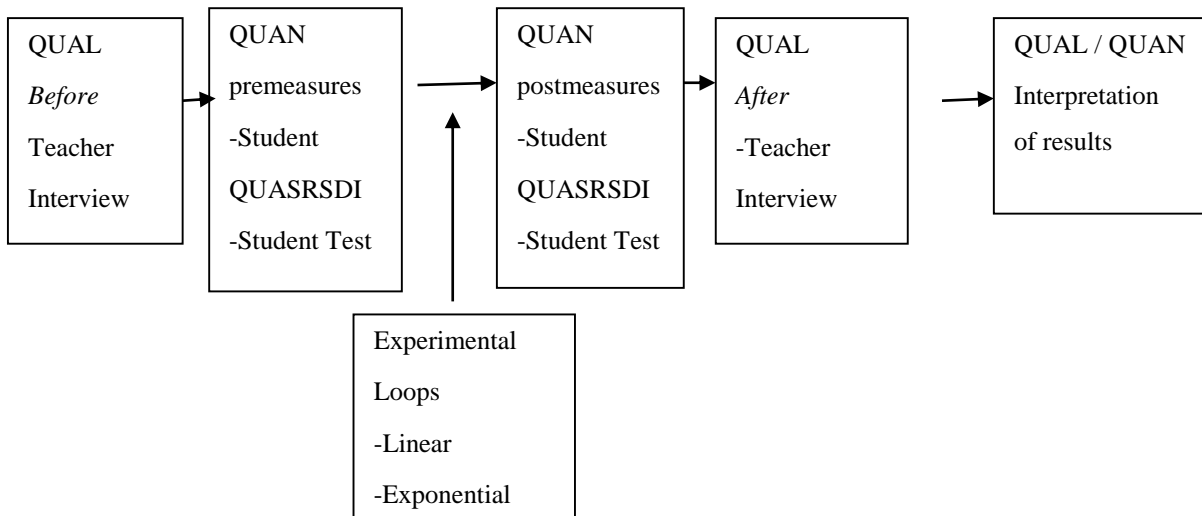 QUAL
Before
Teacher
Interview
QUAN
premeasures
-Student
QUASRSDI
-Student Test
QUAN
postmeasures
-Student
QUASRSDI
-Student Test
QUAL
After
-Teacher
Interview
QUAL / QUAN
Interpretation
of results
Experimental
Loops
-Linear
-Exponential